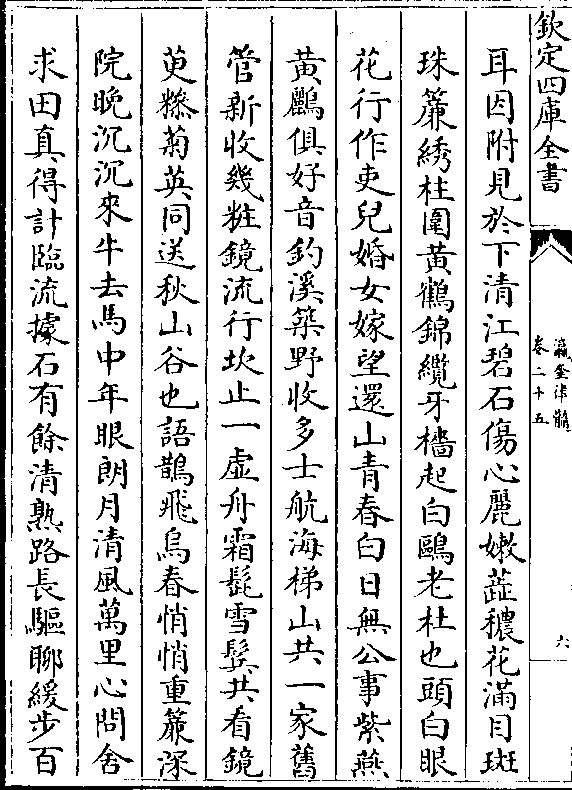 欽定四庫全書
瀛奎律髓
卷二十五
六
耳因附見於下清江碧石傷心麗嫩蘂穠花滿目斑
珠簾綉柱圍黃鶴錦纜牙檣起白鷗老杜也頭白眼
花行作吏兒婚女嫁望還山青春白日無公事紫燕
黃鸝俱好音釣溪築野收多士航海梯山共一家舊
管新收幾粧鏡流行坎止一虛舟霜髭雪鬢共看鏡
萸糝菊英同送秋山谷也語鵲飛烏春悄悄重簾深
院晚沉沉來牛去馬中年眼朗月清風萬里心問舍
求田真得計臨流據石有餘清熟路長驅聊緩步百